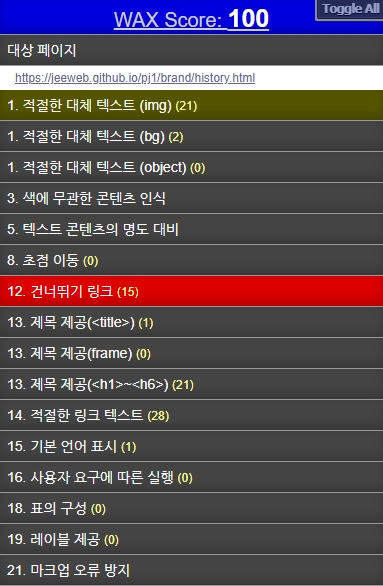 WAX Score: 100
Toggle All
대상 페이지
https://jeeweb.github.io/pj1/brand/history.html
1. 적절한 대체 텍스트 (img) (21)
1. 적절한 대체 텍스트 (bg) (2)
1. 적절한 대체 텍스트 (object) (0)
3. 색에 무관한 콘텐츠 인식
5. 텍스트 콘텐츠의 명도 대비
8. 초점 이동 (0)
12. 건너뛰기 링크 (15)
13. 제목 제공(<title>) (1)
13. 제목 제공(frame) (0)
13. 제목 제공(<h1>~<h6>) (21)
14. 적절한 링크 텍스트 (28)
15. 기본 언어 표시 (1)
16. 사용자 요구에 따른 실행 (0)
18. 표의 구성 (0)
19. 레이블 제공 (0)
21. 마크업 오류 방지